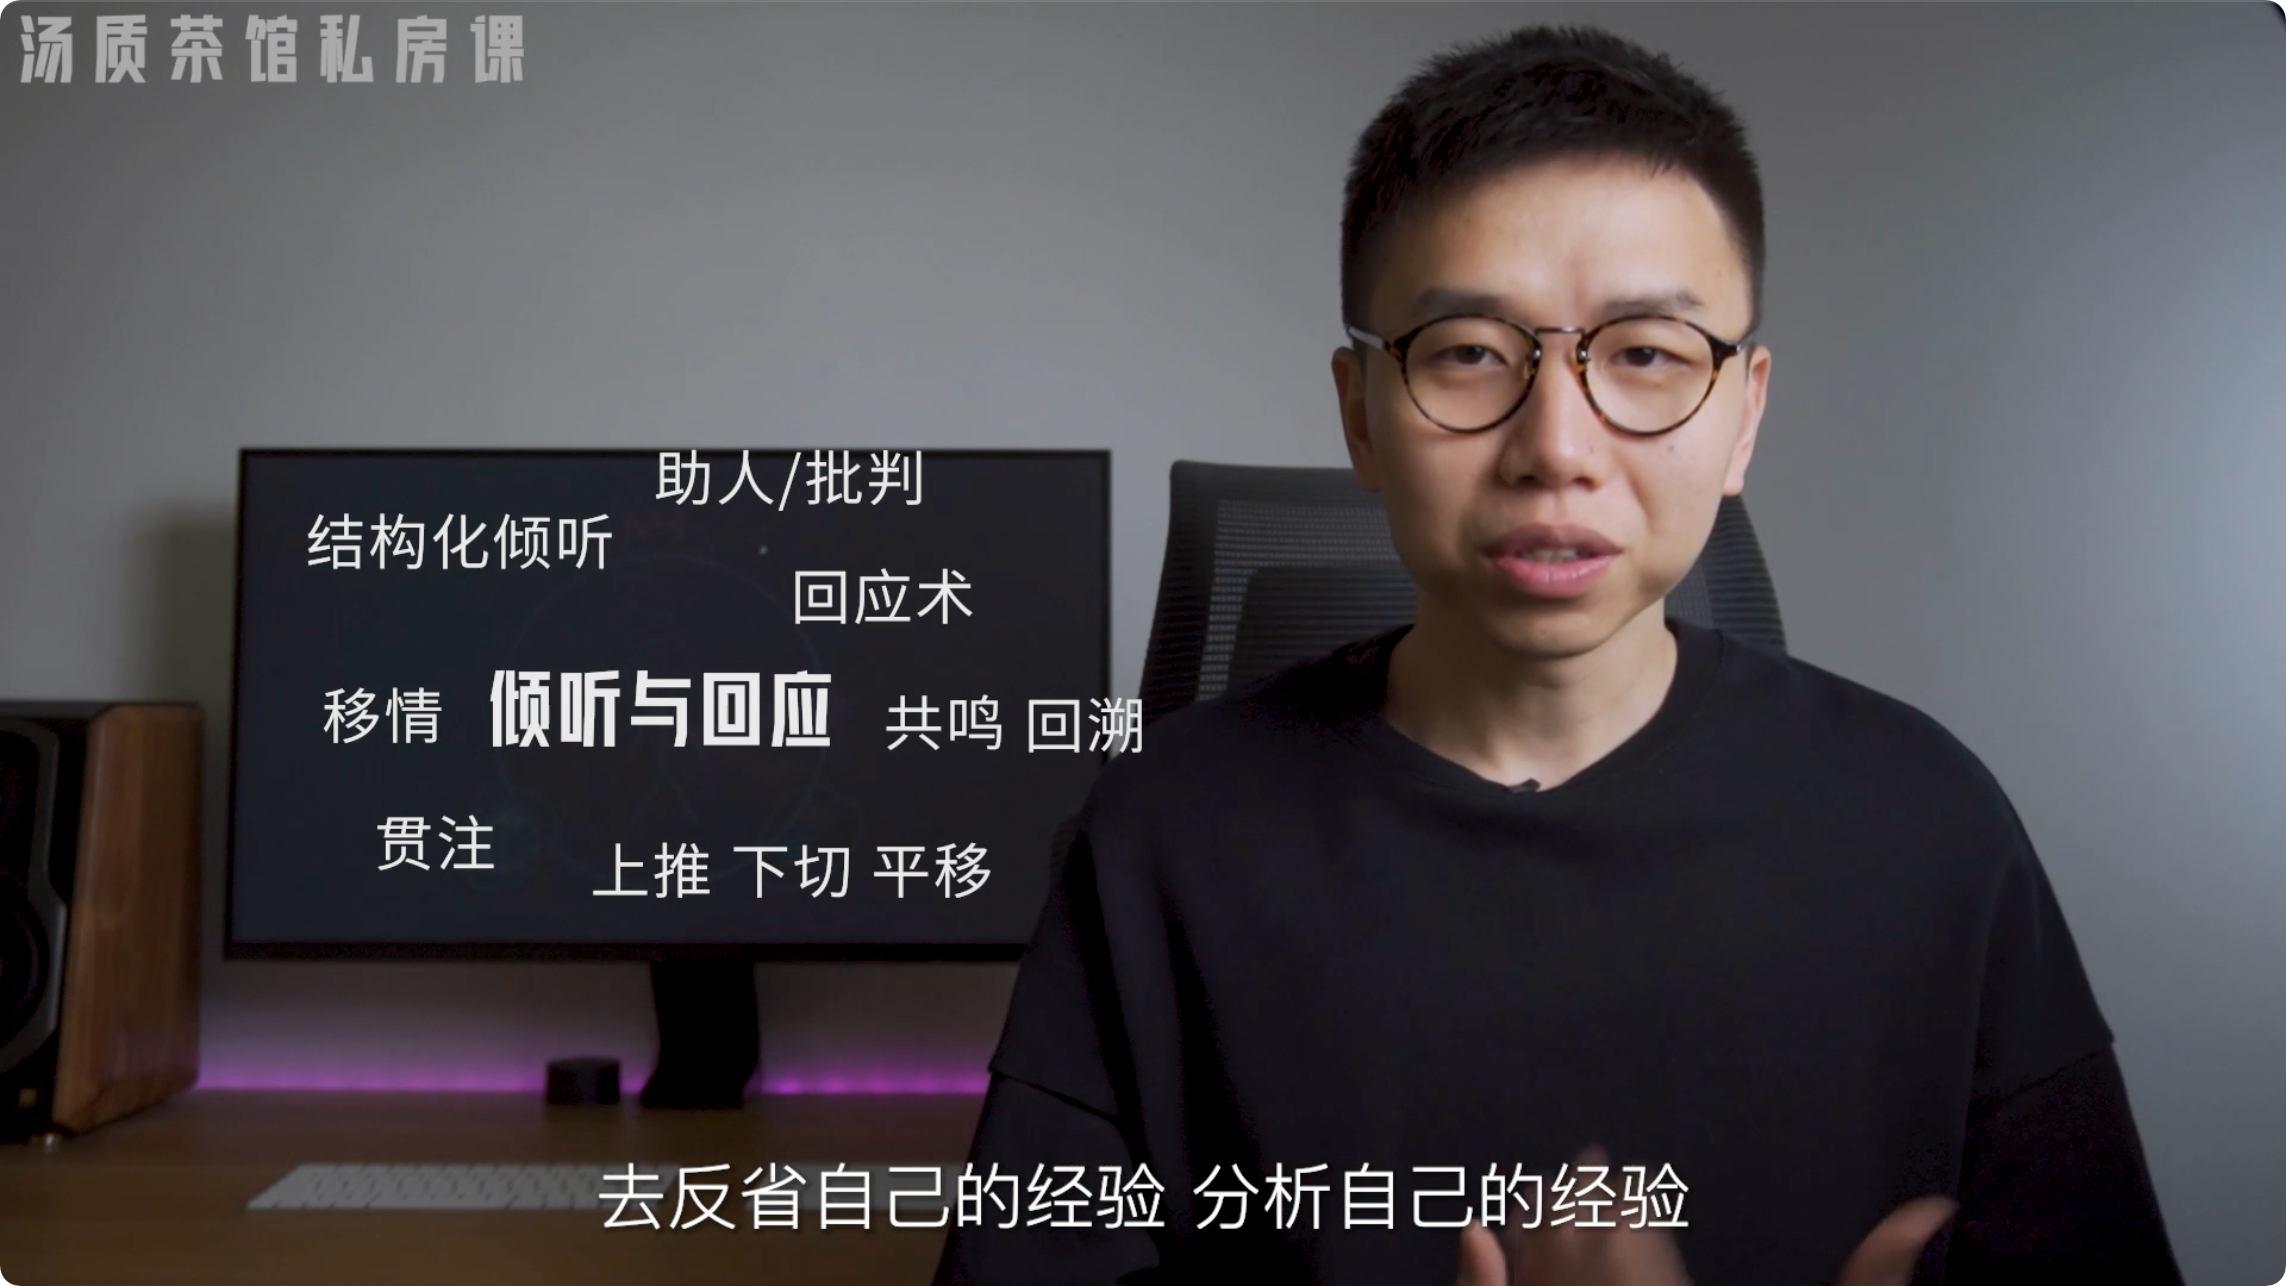 汤质茶馆私房课
助人/批判
结构化倾听
回应术
移情 倾听与回应 共鸣 回溯
贯注
上推 下切 平移
去反省自己的经验 分析自己的经验